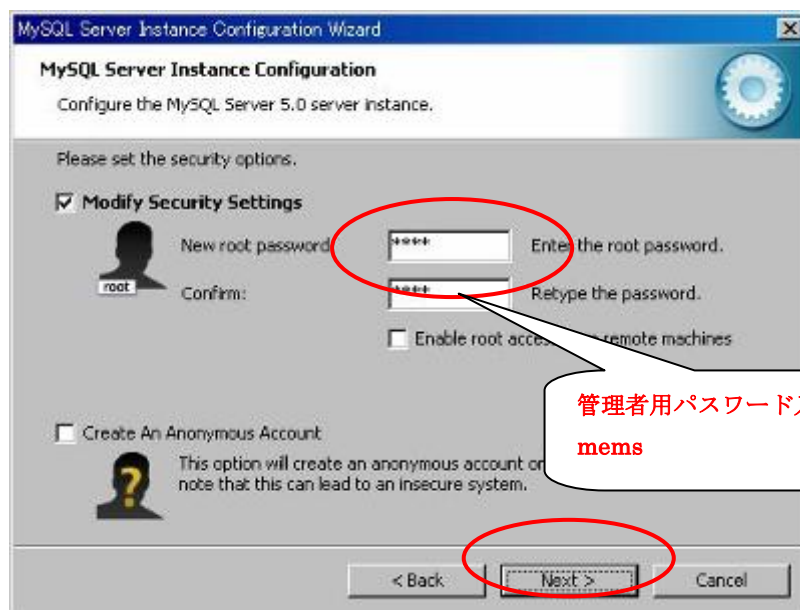 MySQL Server Instance Configuration Wizard
MySQL Server Instance Configuration
Configure the MySQL Server 5.0 server instance.
Please set the security options.
Modify Security Settings
New root password
**** Enter the root password.
root
Confirm:
**** Retype the password.
Enable root access remote machines
管理者用パスワード
mems
Create An Anonymous Account
This option will create an anonymous account on
note that this can lead to an insecure system.
?
< Back
Next >
Cancel